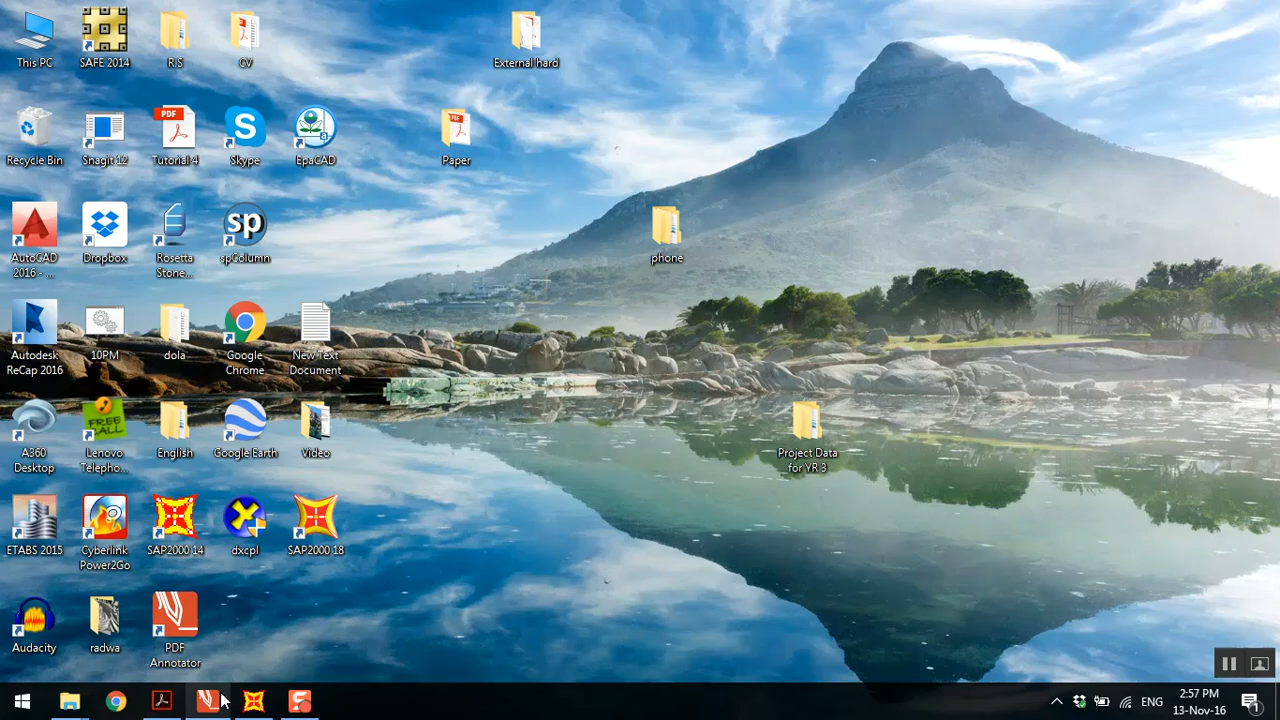 This PC
SAFE 2014
R.S
CV
External hard
PDF
Recycle Bin
Snagit 12
Tutorial 4
Skype
EpaCAD
PDF
Paper
sp
AutoCAD
2016 - ...
Dropbox
Rosetta
Stone...
spColumn
phone
Autodesk
ReCap 2016
10PM
dola
Google
Chrome
New Text
Document
FREE
CALL
A360
Desktop
Lenovo
Télépho...
English
Google Earth
Video
Project Data
for YR 3
ETABS 2015
Cyberlink
Power2Go
SAP2000 14
dxcpl
SAP2000 18
Audacity
radwa
PDF
Annotator
ENG
2:57 PM
13-Nov-16
1